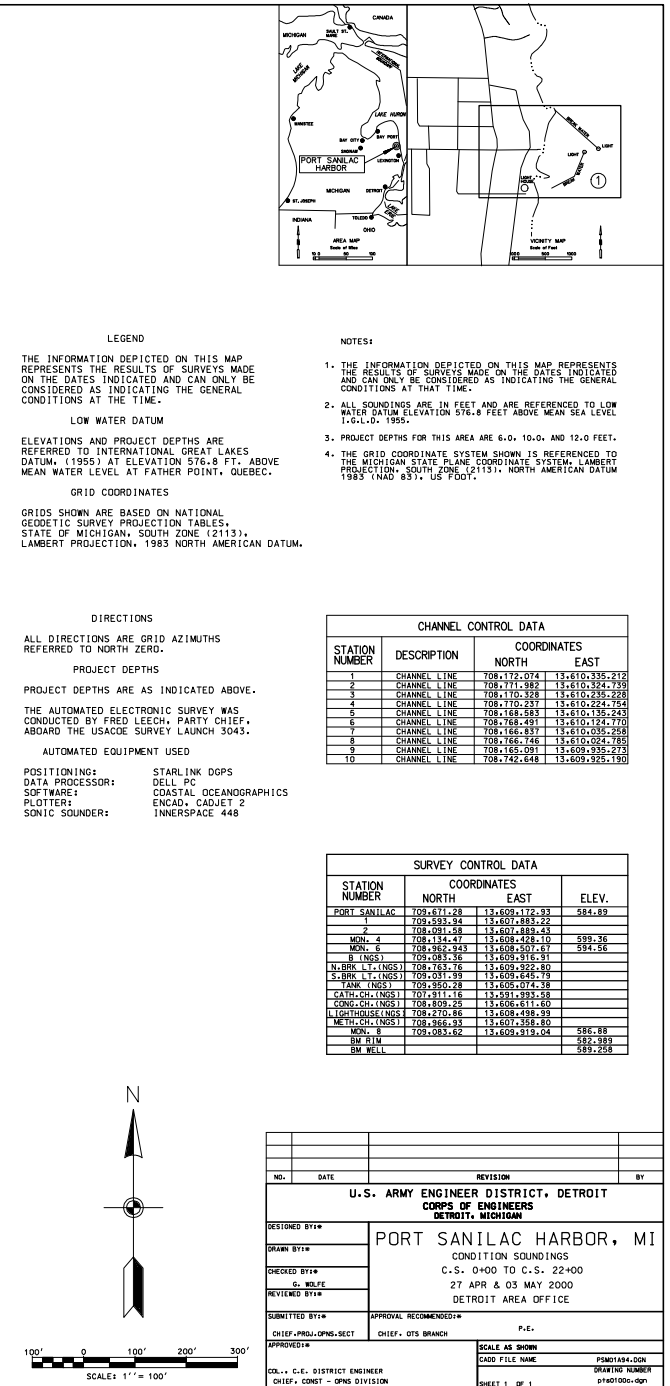 CANADA
MICHIGAN
SAULT ST. MARIE
INTERNATIONAL BOUNDARY
LAKE MICHIGAN
LAKE HURON
MANISTEE
BAY CITY
BAY PORT
SAGINAW
PORT SANILAC
HARBOR
LEXINGTON
MICHIGAN
DETROIT
ST. JOSEPH
LAKE ERIE
INDIANA
TOLEDO
OHIO
AREA MAP
Scale of Miles
BREAK WATER
LIGHT
LIGHT
LIGHT HOUSE
BREAK WATER
1
VICINITY MAP
Scale of Feet
LEGEND
THE INFORMATION DEPICTED ON THIS MAP
REPRESENTS THE RESULTS OF SURVEYS MADE
ON THE DATES INDICATED AND CAN ONLY BE
CONSIDERED AS INDICATING THE GENERAL
CONDITIONS AT THE TIME.
LOW WATER DATUM
ELEVATIONS AND PROJECT DEPTHS ARE
REFERRED TO INTERNATIONAL GREAT LAKES
DATUM, (1955) AT ELEVATION 576.8 FT. ABOVE
MEAN WATER LEVEL AT FATHER POINT, QUEBEC.
GRID COORDINATES
GRIDS SHOWN ARE BASED ON NATIONAL
GEODETIC SURVEY PROJECTION TABLES,
STATE OF MICHIGAN, SOUTH ZONE (2113),
LAMBERT PROJECTION, 1983 NORTH AMERICAN DATUM.
NOTES:
1. THE INFORMATION DEPICTED ON THIS MAP REPRESENTS
THE RESULTS OF SURVEYS MADE ON THE DATES INDICATED
AND CAN ONLY BE CONSIDERED AS INDICATING THE GENERAL
CONDITIONS AT THAT TIME.
2. ALL SOUNDINGS ARE IN FEET AND ARE REFERENCED TO LOW
WATER DATUM ELEVATION 576.8 FEET ABOVE MEAN SEA LEVEL
I.G.L.D. 1955.
3. PROJECT DEPTHS FOR THIS AREA ARE 6.0, 10.0, AND 12.0 FEET.
4. THE GRID COORDINATE SYSTEM SHOWN IS REFERENCED TO
THE MICHIGAN STATE PLANE COORDINATE SYSTEM, LAMBERT
PROJECTION, SOUTH ZONE (2113), NORTH AMERICAN DATUM
1983 (NAD 83), US FOOT.
DIRECTIONS
ALL DIRECTIONS ARE GRID AZIMUTHS
REFERRED TO NORTH ZERO.
PROJECT DEPTHS
PROJECT DEPTHS ARE AS INDICATED ABOVE.
THE AUTOMATED ELECTRONIC SURVEY WAS
CONDUCTED BY FRED LEECH, PARTY CHIEF,
ABOARD THE USACOE SURVEY LAUNCH 3043.
AUTOMATED EQUIPMENT USED
POSITIONING: STARLINK DGPS
DATA PROCESSOR: DELL PC
SOFTWARE: COASTAL OCEANOGRAPHICS
PLOTTER: ENCAD, CADJET 2
SONIC SOUNDER: INNERSPACE 448
CHANNEL CONTROL DATA
STATION NUMBER DESCRIPTION COORDINATES
NORTH EAST
1 CHANNEL LINE 708,172.074 13,610,335.212
2 CHANNEL LINE 708,771.982 13,610,324.739
3 CHANNEL LINE 708,170.328 13,610,235.228
4 CHANNEL LINE 708,770.237 13,610,224.754
5 CHANNEL LINE 708,168.583 13,610,135.243
6 CHANNEL LINE 708,768.491 13,610,124.770
7 CHANNEL LINE 708,166.837 13,610,035.258
8 CHANNEL LINE 708,766.746 13,610,024.785
9 CHANNEL LINE 708,165.091 13,609,935.273
10 CHANNEL LINE 708,742.648 13,609,925.190
SURVEY CONTROL DATA
STATION NUMBER COORDINATES
NORTH EAST ELEV.
PORT SANILAC 709,671.28 13,609,172.93 584.89
1 709,593.94 13,607,883.22
2 708,091.58 13,607,889.43
MON. 4 708,134.47 13,608,428.10 599.36
MON. 6 708,962.943 13,608,507.67 594.56
B (NGS) 709,083.36 13,609,916.91
N.BRK LT.(NGS) 708,763.76 13,609,922.80
S.BRK LT.(NGS) 709,031.99 13,609,645.79
TANK (NGS) 709,950.28 13,605,074.38
CATH.CH.(NGS) 707,911.16 13,591,993.58
CONG.CH.(NGS) 708,809.25 13,606,611.60
LIGHTHOUSE(NGS) 708,270.86 13,608,498.99
METH.CH.(NGS) 708,966.93 13,607,358.80
MON. 8 709,083.62 13,609,919.04 586.88
BM RIM 582.989
BM WELL 589.258
N
100' 0 100' 200' 300'
SCALE: 1''= 100'
NO. DATE REVISION BY
U.S. ARMY ENGINEER DISTRICT, DETROIT
CORPS OF ENGINEERS
DETROIT, MICHIGAN
DESIGNED BY:*
DRAWN BY:*
CHECKED BY:*
G. WOLFE
REVIEWED BY:*
PORT SANILAC HARBOR, MI
CONDITION SOUNDINGS
C.S. 0+00 TO C.S. 22+00
27 APR & 03 MAY 2000
DETROIT AREA OFFICE
SUBMITTED BY:*
CHIEF.PROJ.OPNS.SECT
APPROVAL RECOMMENDED:*
P.E.
CHIEF, OTS BRANCH
APPROVED:*
COL., C.E. DISTRICT ENGINEER
CHIEF, CONST - OPNS DIVISION
SCALE AS SHOWN
CADD FILE NAME PSM01A94.DGN
SHEET 1 OF 1
DRAWING NUMBER
pts0100c.dgn